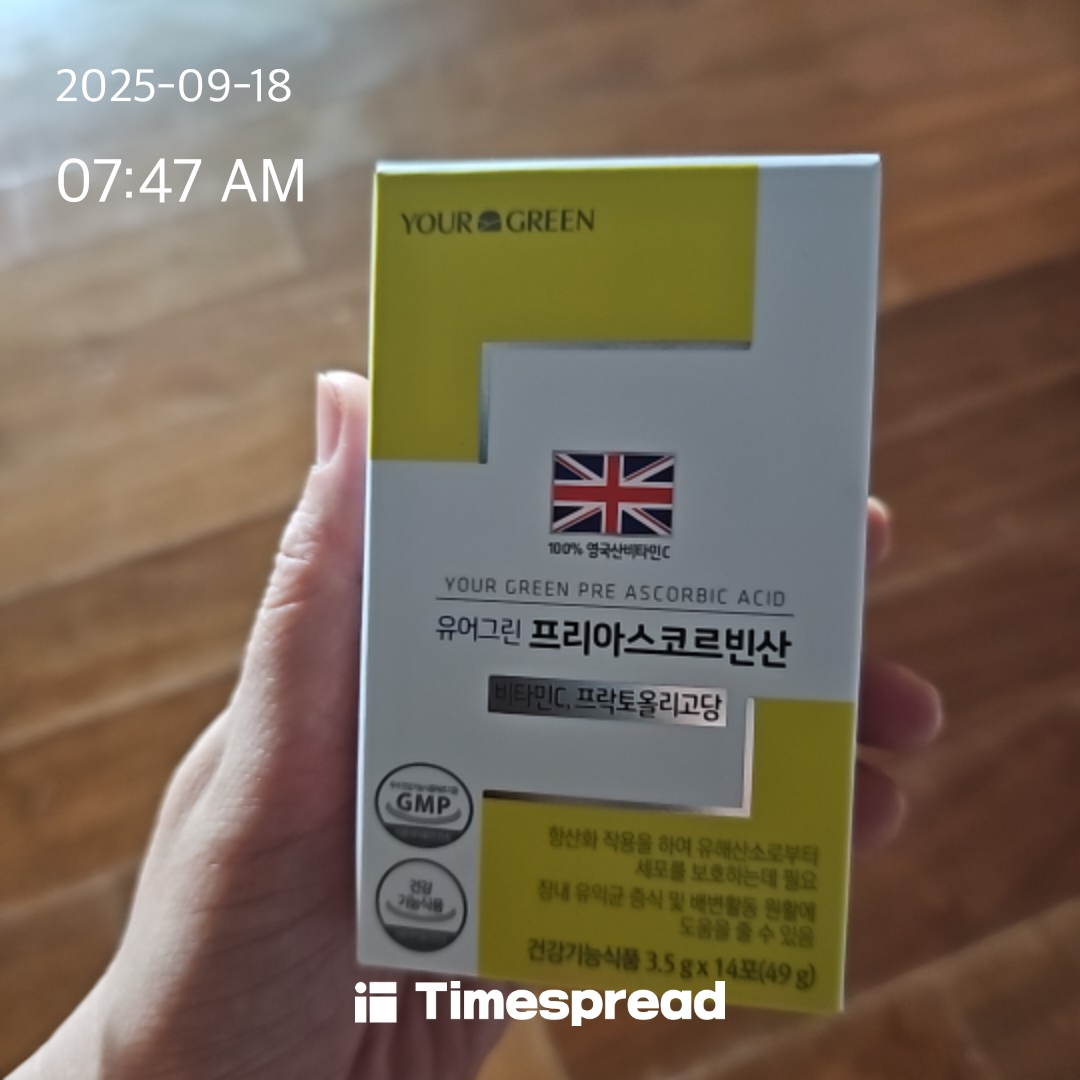 2025-09-18
07:47 AM
YOUR GREEN
100% 영국산비타민C
YOUR GREEN PRE ASCORBIC ACID
유어그린 프리아스코르빈산
비타민C, 프락토올리고당
GMP
건강
기능식품
항산화 작용을 하여 유해산소로부터
세포를 보호하는데 필요
장내 유익균 증식 및 배변활동 원활에
도움을 줄 수 있음
건강기능식품 3.5 g x 14포(49 g)
Timespread